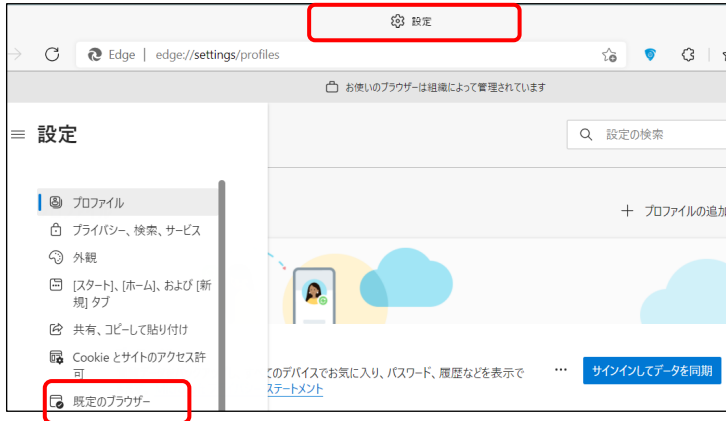 設定
Edge | edge://settings/profiles
お使いのブラウザーは組織によって管理されています
設定
設定の検索
プロファイル
プライバシー、検索、サービス
外観
[スタート]、[ホーム]、および [新
規] タブ
共有、コピーして貼り付け
Cookie とサイトのアクセス許
可
既定のブラウザー
プロファイルの追加
てのデバイスでお気に入り、パスワード、履歴などを表示で
ステートメント
サインインしてデータを同期